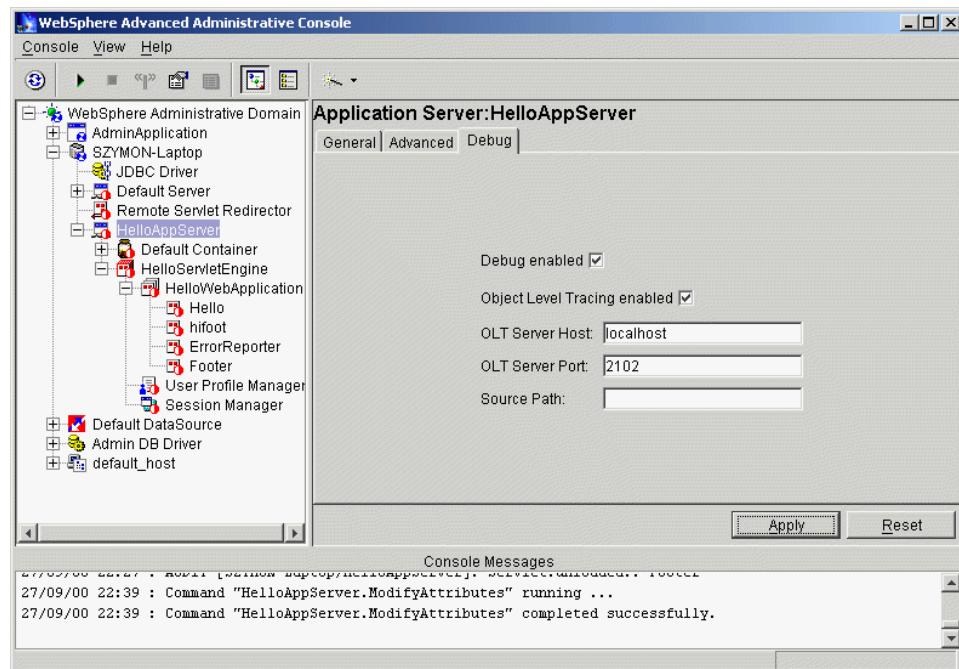 WebSphere Advanced Administrative Console
Console View Help
WebSphere Administrative Domain
AdminApplication
SZYMON-Laptop
JDBC Driver
Default Server
Remote Servlet Redirector
HelloAppServer
Default Container
HelloServletEngine
HelloWebApplication
Hello
hifoot
ErrorReporter
Footer
User Profile Manager
Session Manager
Default DataSource
Admin DB Driver
default_host
Application Server:HelloAppServer
General Advanced Debug
Debug enabled
Object Level Tracing enabled
OLT Server Host: localhost
OLT Server Port: 2102
Source Path:
Apply Reset
Console Messages
27/09/00 22:39 : Command "HelloAppServer.ModifyAttributes" running ...
27/09/00 22:39 : Command "HelloAppServer.ModifyAttributes" completed successfully.